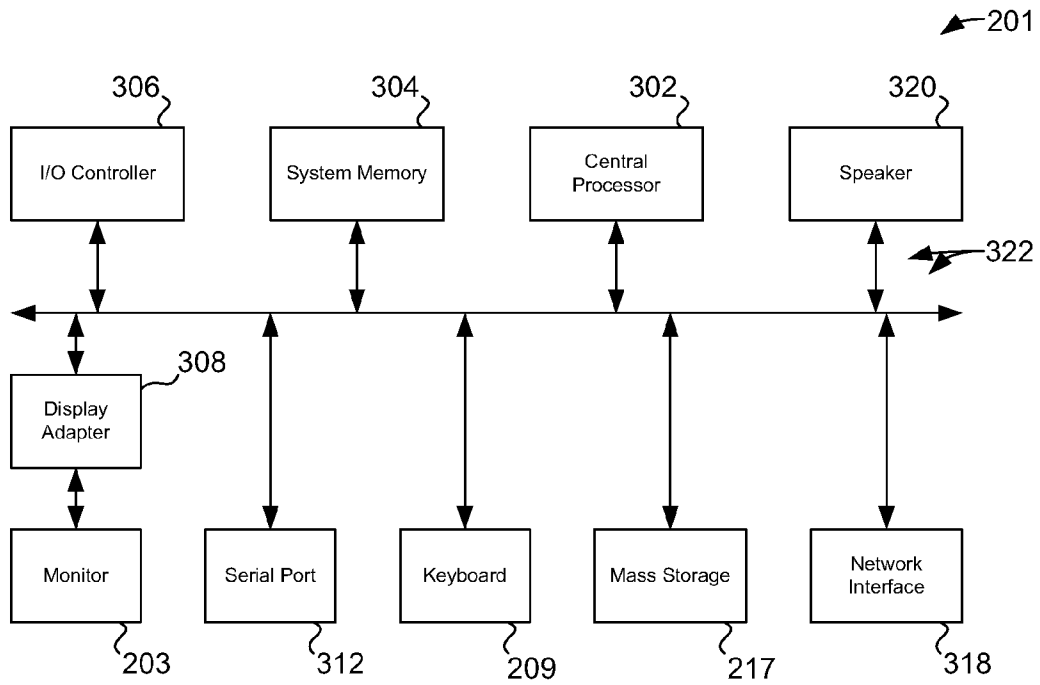 201
306
304
302
320
I/O Controller
System Memory
Central
Processor
Speaker
322
308
Display
Adapter
Monitor
Serial Port
Keyboard
Mass Storage
Network
Interface
203
312
209
217
318